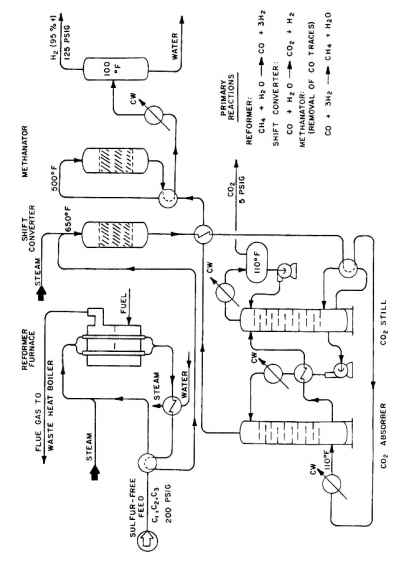 REFORMER
FURNACE
FLUE GAS TO
WASTE HEAT BOILER
STEAM
FUEL
STEAM
WATER
SULFUR-FREE
FEED
C1,C2,C3
200 PSIG
SHIFT
CONVERTER
STEAM
650°F
METHANATOR
500°F
H2 (95%+)
125 PSIG
100
°F
CW
WATER
PRIMARY
REACTIONS
REFORMER:
CH4 + H2O → CO + 3H2
SHIFT CONVERTER:
CO + H2O → CO2 + H2
METHANATOR:
(REMOVAL OF CO TRACES)
CO + 3H2 → CH4 + H2O
CO2
5 PSIG
CW
110°F
CW
CW
110°F
CO2 ABSORBER
CO2 STILL